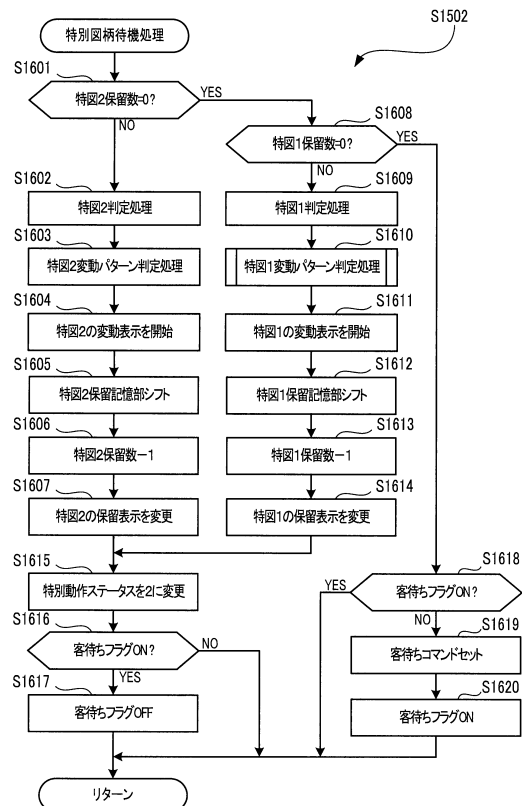 S1502
特別図柄待機処理
S1601
特図2保留数=0?
YES
NO
S1608
特図1保留数=0?
YES
NO
S1602
特図2判定処理
S1609
特図1判定処理
S1603
特図2変動パターン判定処理
S1610
特図1変動パターン判定処理
S1604
特図2の変動表示を開始
S1611
特図1の変動表示を開始
S1605
特図2保留記憶部シフト
S1612
特図1保留記憶部シフト
S1606
特図2保留数－1
S1613
特図1保留数－1
S1607
特図2の保留表示を変更
S1614
特図1の保留表示を変更
S1615
特別動作ステータスを2に変更
S1618
客待ちフラグON?
YES
NO
S1616
客待ちフラグON?
NO
YES
S1619
客待ちコマンドセット
S1617
客待ちフラグOFF
S1620
客待ちフラグON
リターン